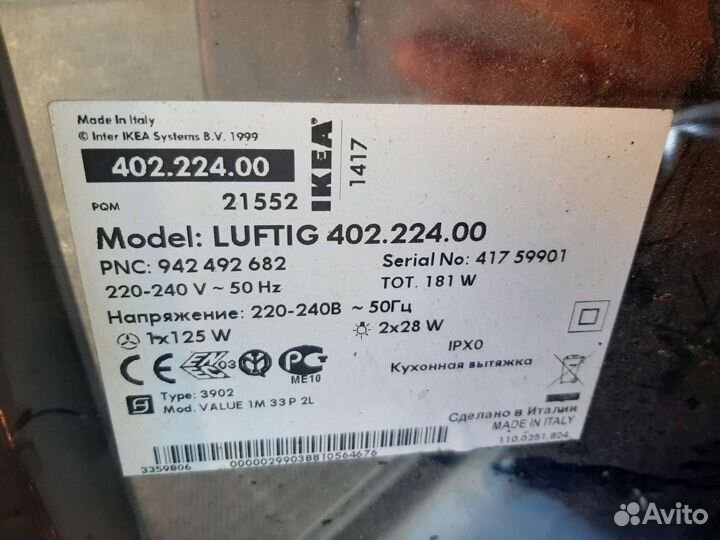 Made In Italy
© Inter IKEA Systems B.V. 1999
402.224.00
PQM 21552
IKEA
1417
Model: LUFTIG 402.224.00
PNC: 942 492 682
Serial No: 417 59901
220-240 V ~ 50 Hz
TOT. 181 W
Напряжение: 220-240В ~ 50Гц
1x125 W
2x28 W
IPX0
CE
03
PG
ME10
Кухонная вытяжка
Type: 3902
Mod. VALUE 1M 33 P 2L
Сделано в Италии
MADE IN ITALY
110.0251.824
3359806
00000299038810564676
Avito